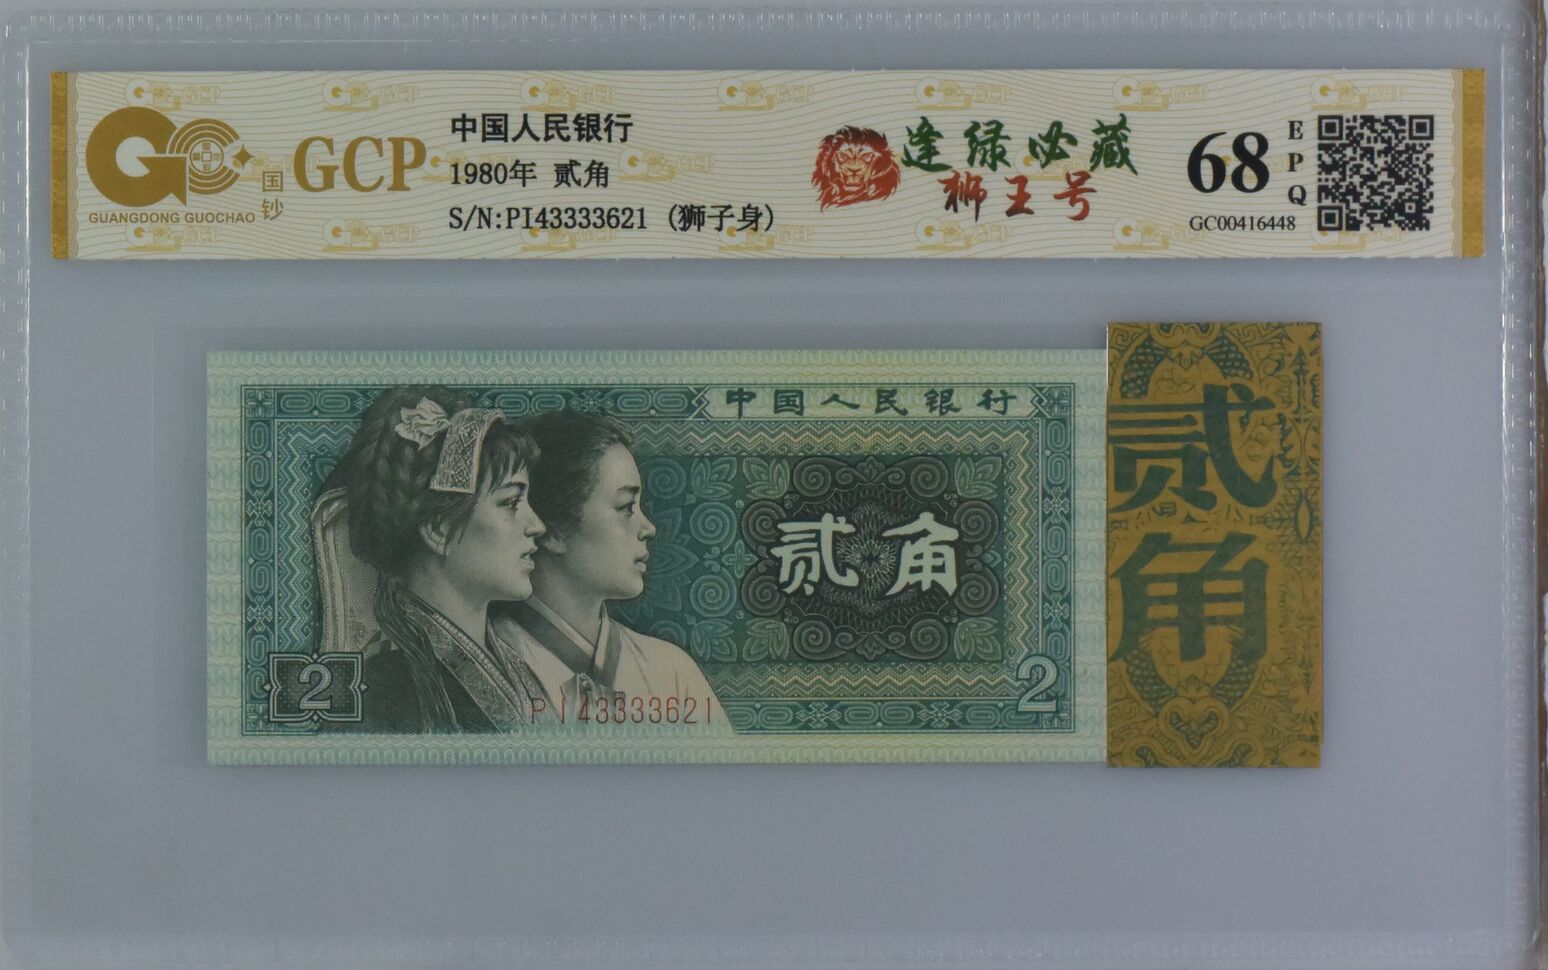 GC
GUANGDONG GUOCHAO
国钞
GCP
中国人民银行
1980年 贰角
S/N:PI43333621 (狮子身)
逢绿必藏
狮王号
68
EPQ
GC00416448
中国人民银行
贰角
2
2
PI43333621
贰角